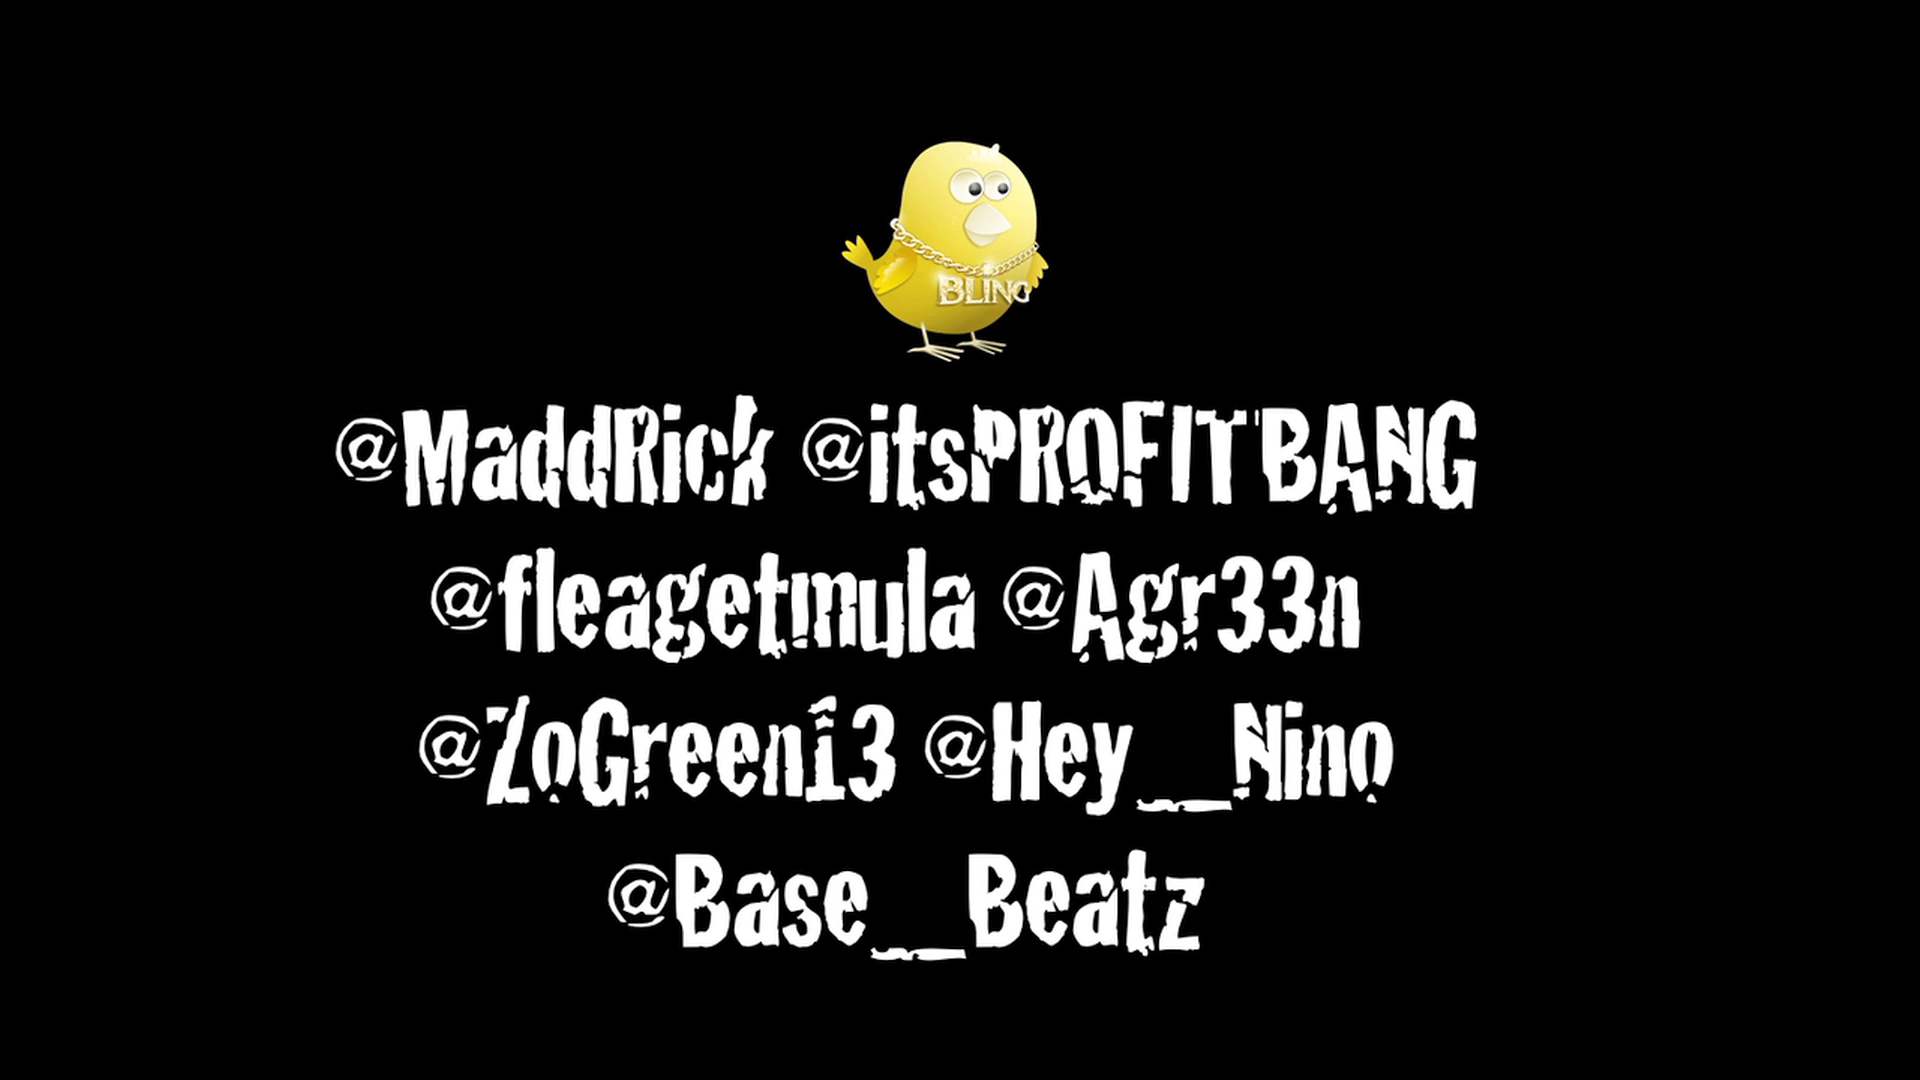 BLING
@MaddRick @itsPROFITBANG
@fleagetmula @Agr33n
@ZoGreen13 @Hey__Nino
@Base__Beatz